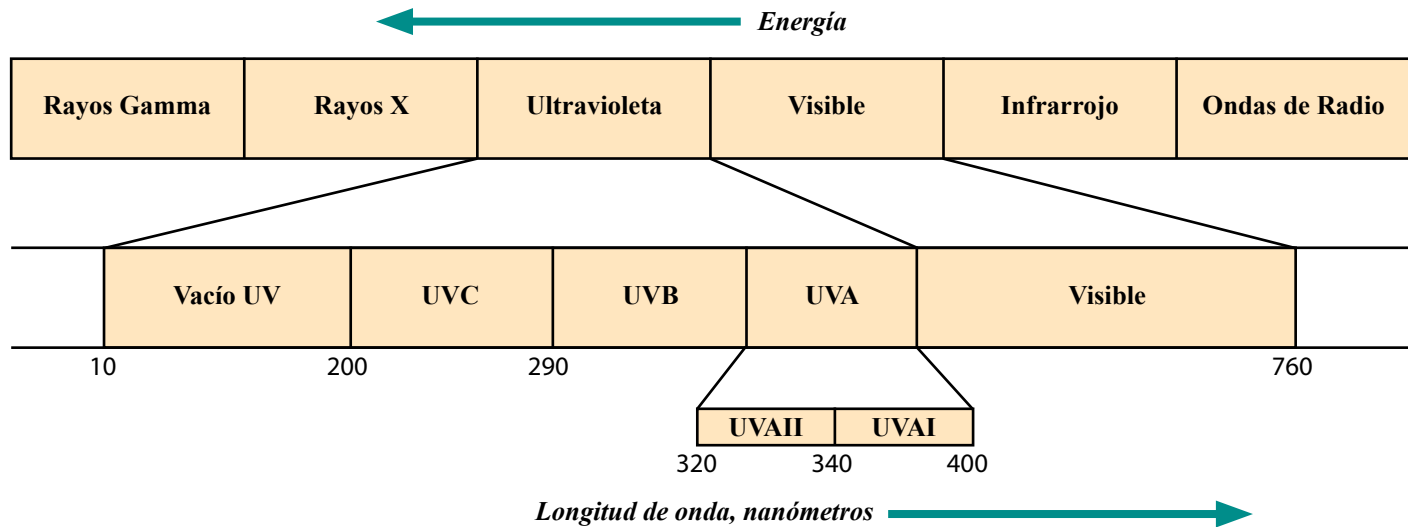 Energía
Rayos Gamma Rayos X Ultravioleta Visible Infrarrojo Ondas de Radio
Vacío UV UVC UVB UVA Visible
10 200 290 760
UVAII UVAI
320 340 400
Longitud de onda, nanómetros